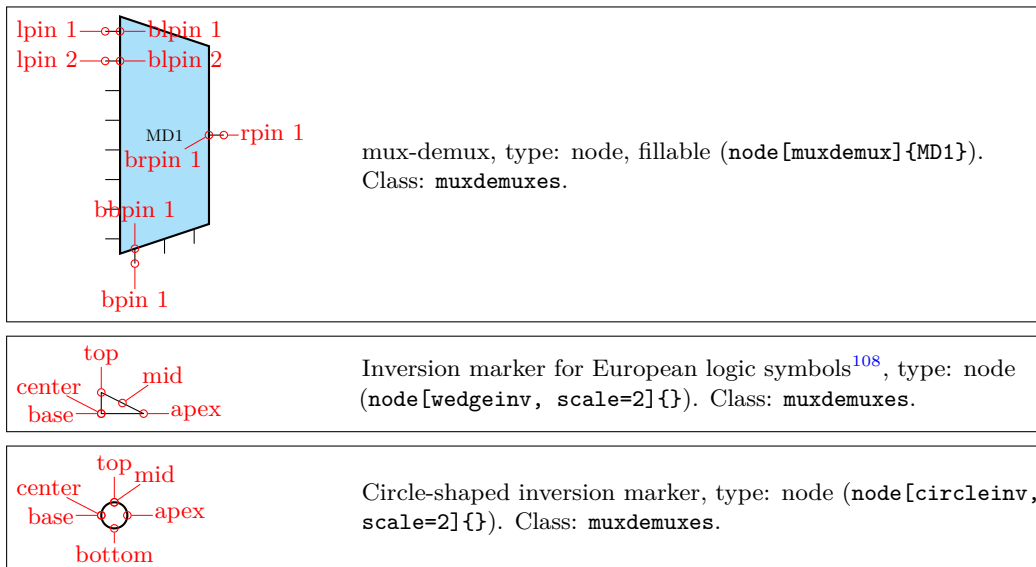 lpin 1 blpin 1
lpin 2 blpin 2
MD1 rpin 1
brpin 1
bbpin 1
bpin 1
mux-demux, type: node, fillable (node[muxdemux]{MD1}).
Class: muxdemuxes.
top
mid
center
base apex
Inversion marker for European logic symbols108, type: node
(node[wedgeinv, scale=2]{}). Class: muxdemuxes.
top
mid
center
base apex
bottom
Circle-shaped inversion marker, type: node (node[circleinv,
scale=2]{}). Class: muxdemuxes.